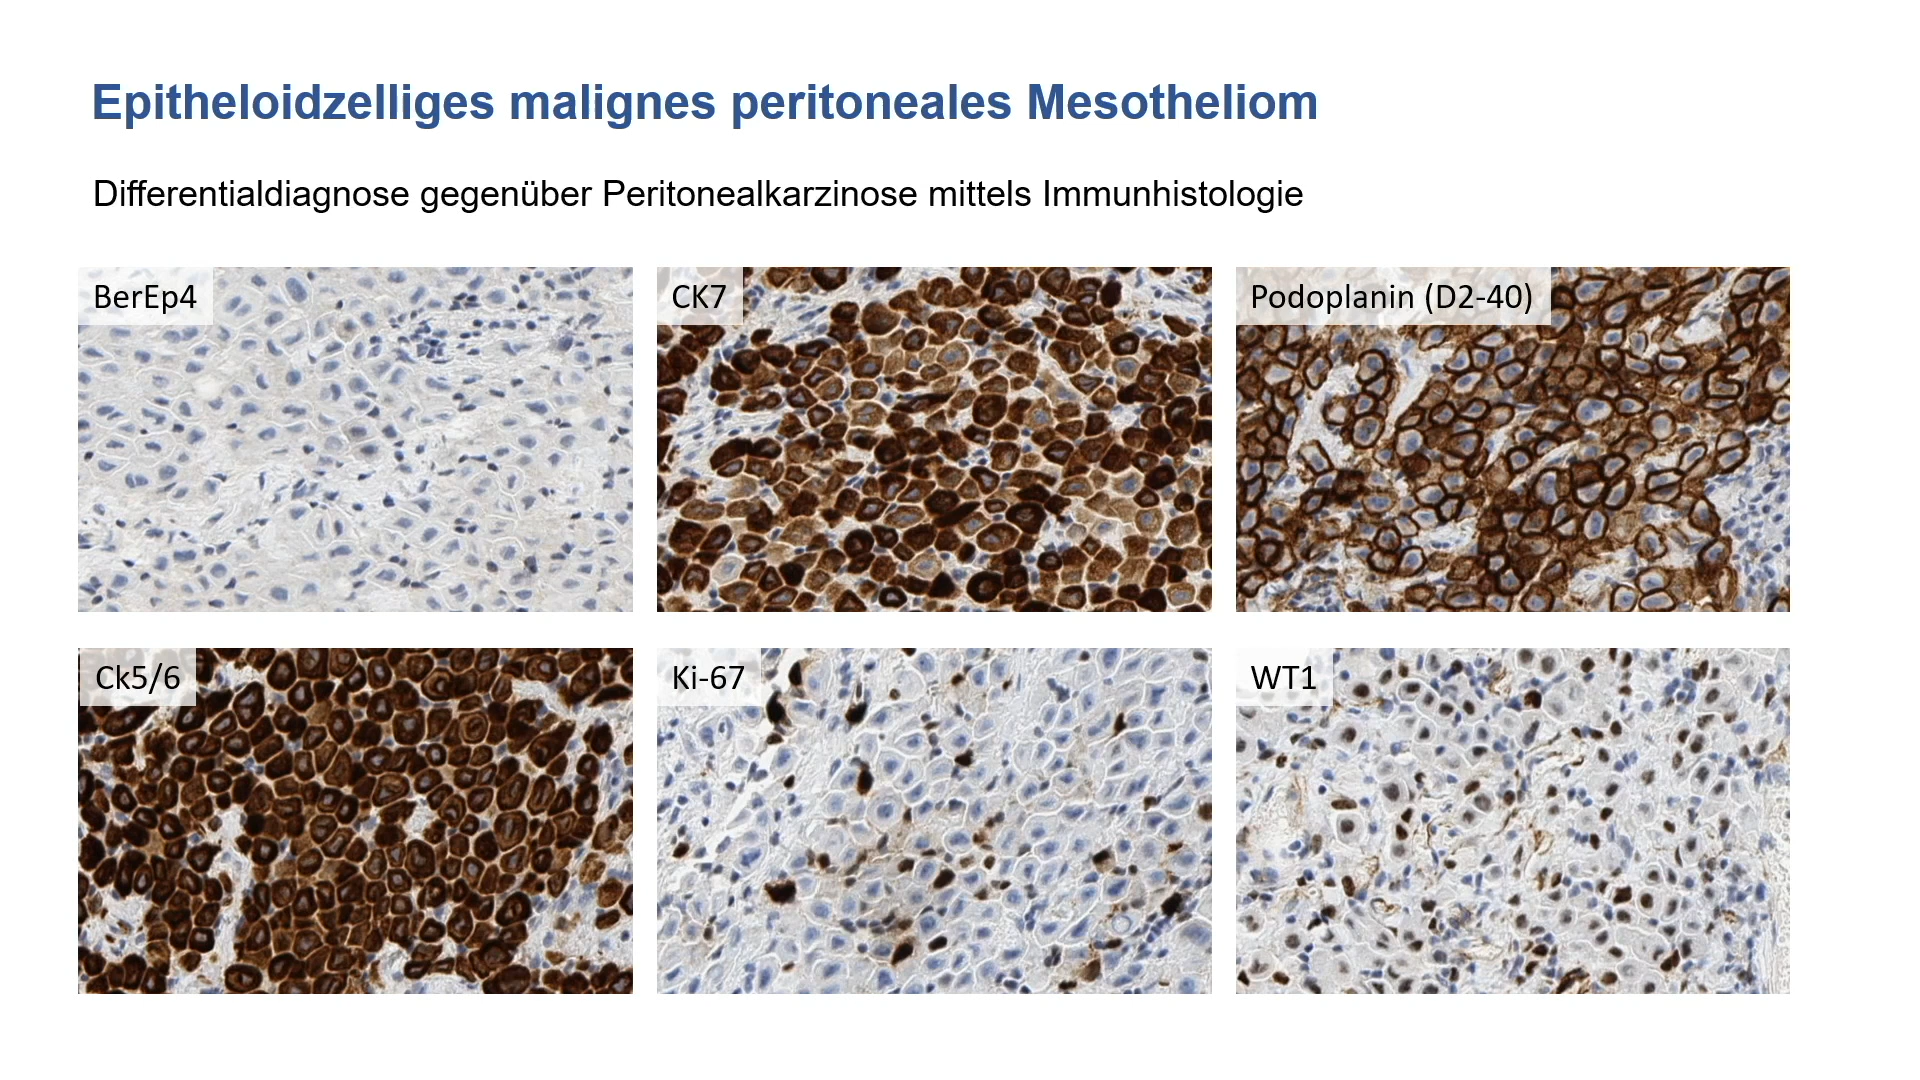 Epitheloidzelliges malignes peritoneales Mesotheliom
Differentialdiagnose gegenüber Peritonealkarzinose mittels Immunhistologie
BerEp4
CK7
Podoplanin (D2-40)
Ck5/6
Ki-67
WT1